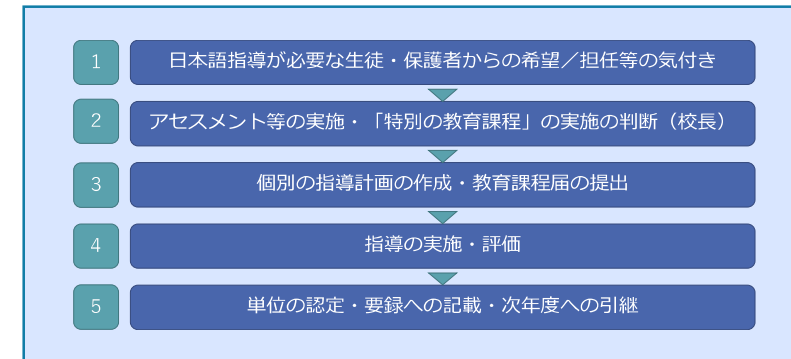 1 日本語指導が必要な生徒・保護者からの希望／担任等の気付き
2 アセスメント等の実施・「特別の教育課程」の実施の判断（校長）
3 個別の指導計画の作成・教育課程届の提出
4 指導の実施・評価
5 単位の認定・要録への記載・次年度への引継